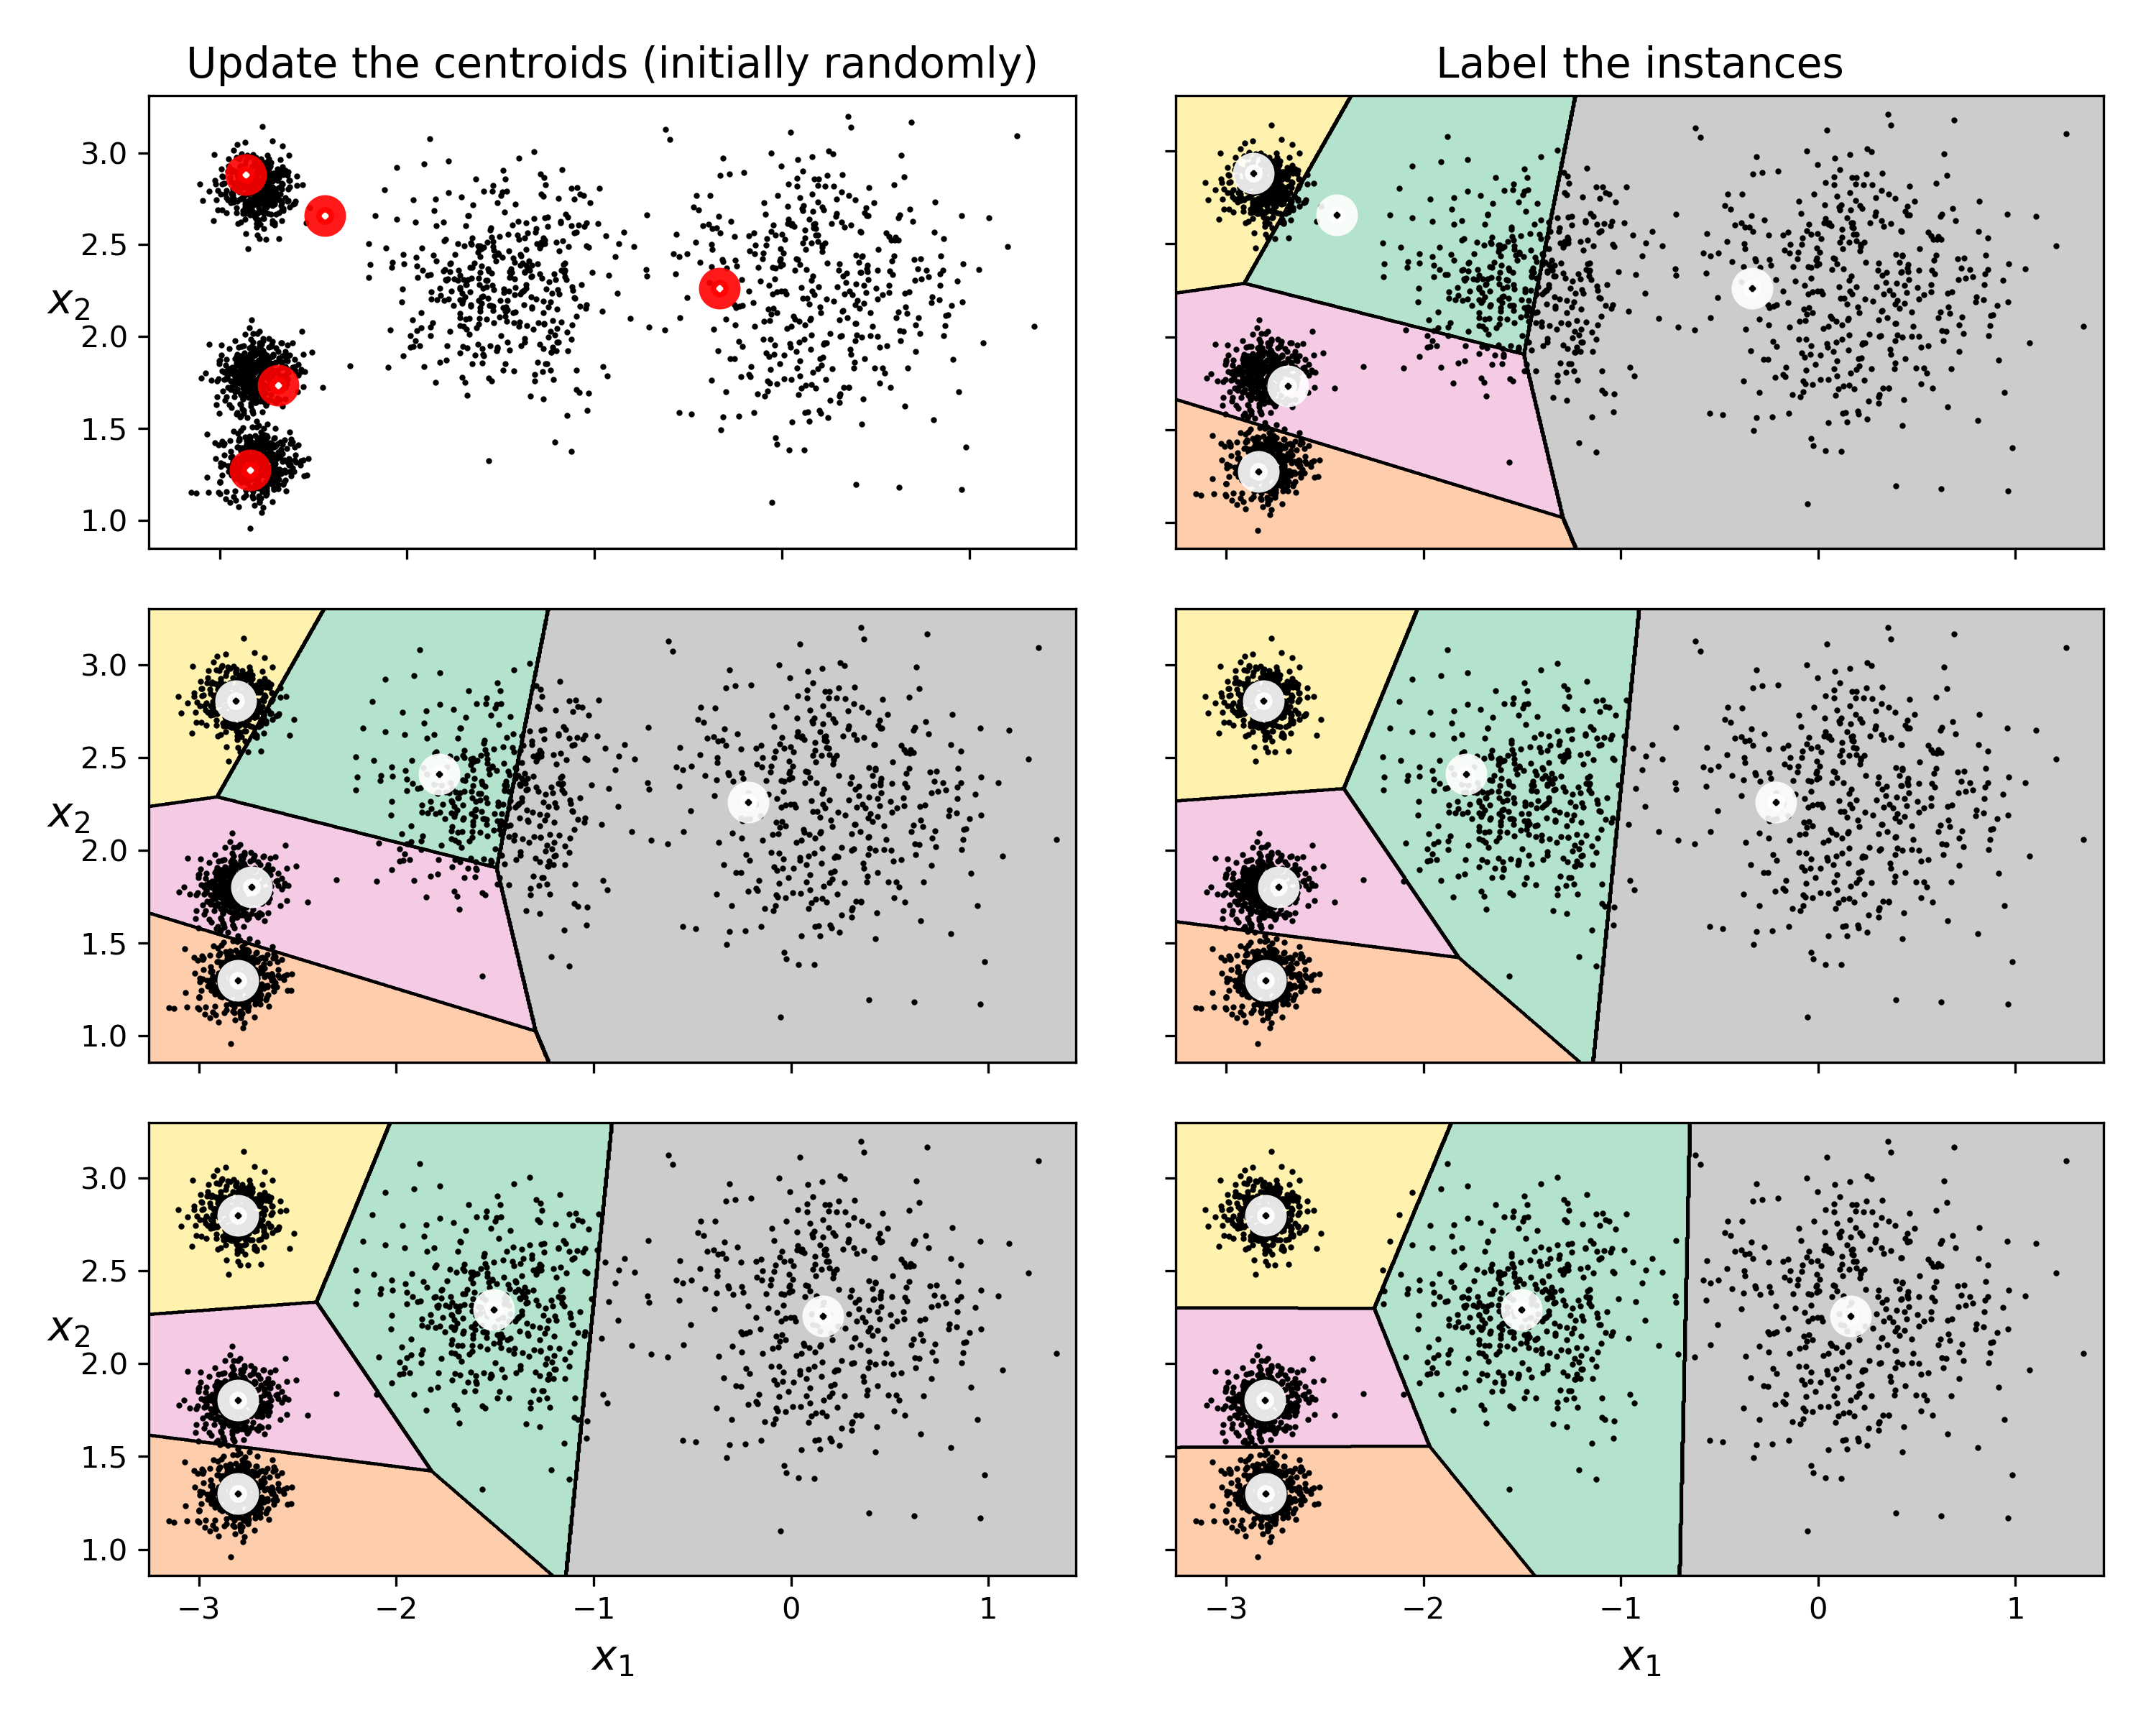 Update the centroids (initially randomly)
Label the instances
3.0
2.5
x₂
2.0
1.5
1.0
3.0
2.5
x₂
2.0
1.5
1.0
3.0
2.5
x₂
2.0
1.5
1.0
−3 −2 −1 0 1
−3 −2 −1 0 1
x₁
x₁